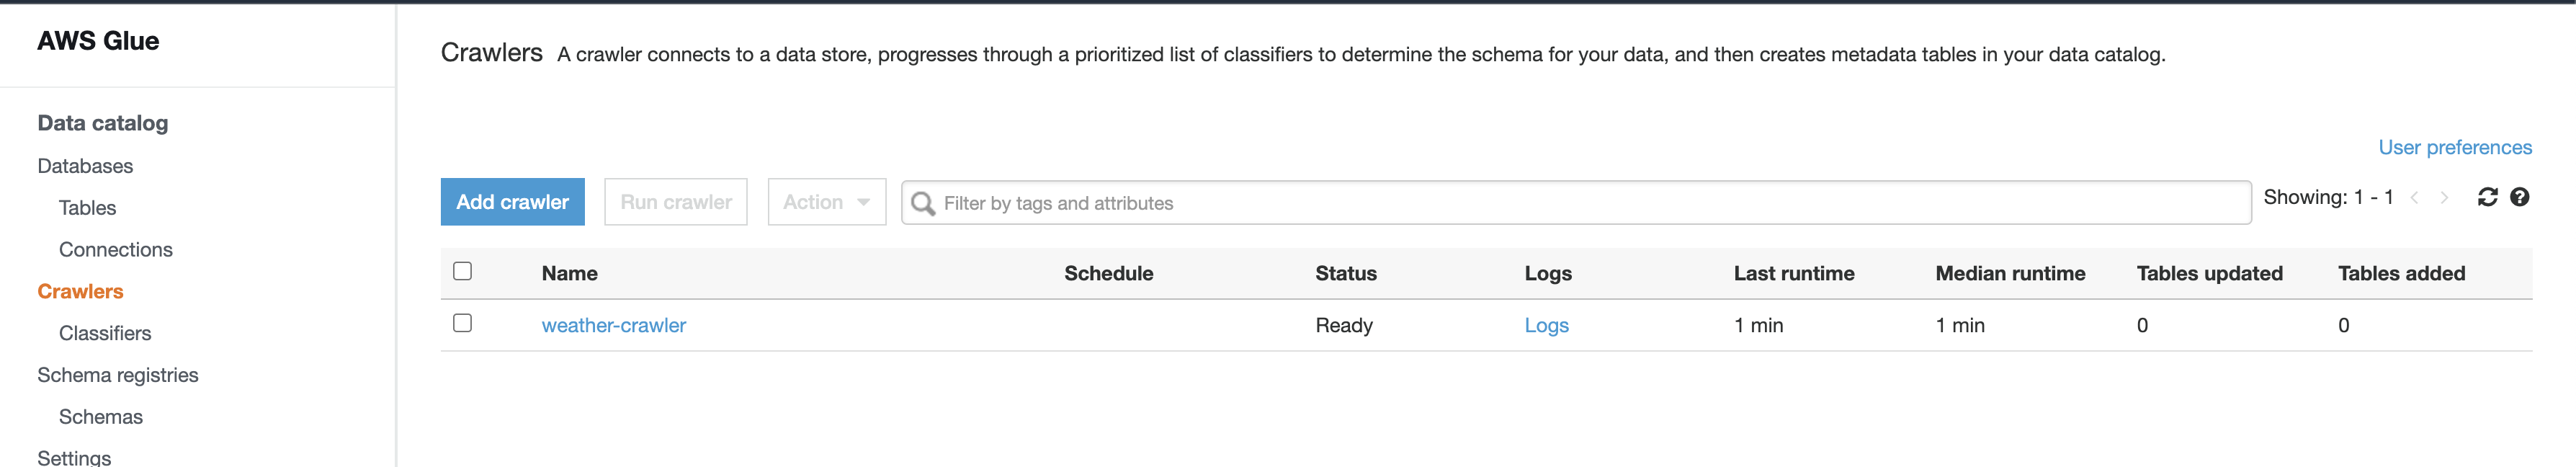 AWS Glue
Data catalog
Databases
Tables
Connections
Crawlers
Classifiers
Schema registries
Schemas
Settings
Crawlers A crawler connects to a data store, progresses through a prioritized list of classifiers to determine the schema for your data, and then creates metadata tables in your data catalog.
User preferences
Add crawler Run crawler Action Filter by tags and attributes Showing: 1 - 1 < > ?
Name Schedule Status Logs Last runtime Median runtime Tables updated Tables added
weather-crawler Ready Logs 1 min 1 min 0 0